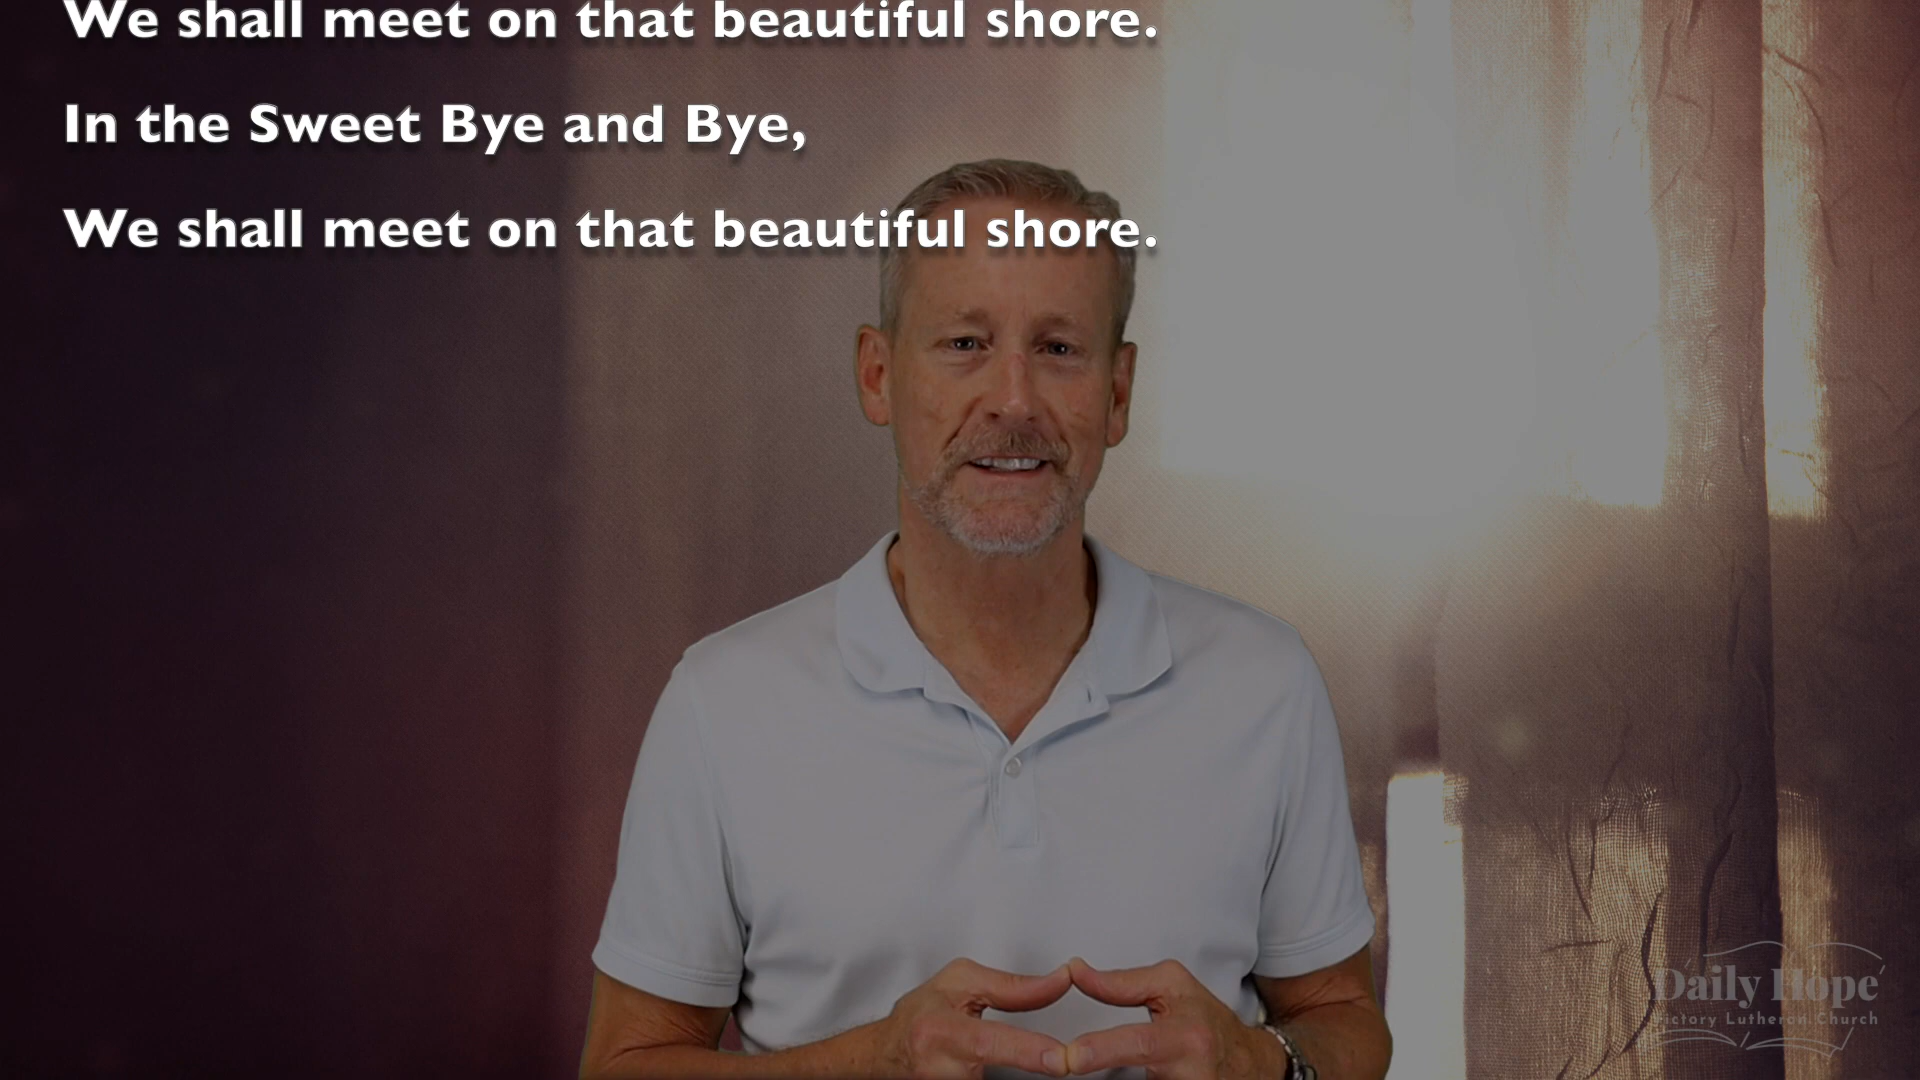 We shall meet on that beautiful shore.
In the Sweet Bye and Bye,
We shall meet on that beautiful shore.
Daily Hope
Victory Lutheran Church